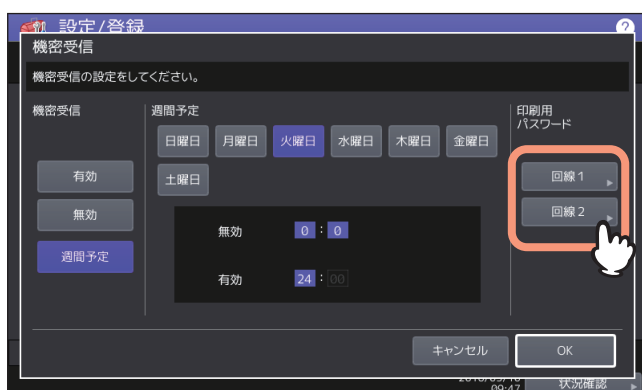 設定/登録
?
機密受信
機密受信の設定をしてください。
機密受信
有効
無効
週間予定
週間予定
日曜日 月曜日 火曜日 水曜日 木曜日 金曜日
土曜日
無効 0 : 0
有効 24 : 00
印刷用
パスワード
回線1
回線2
キャンセル OK
09:47 状況確認